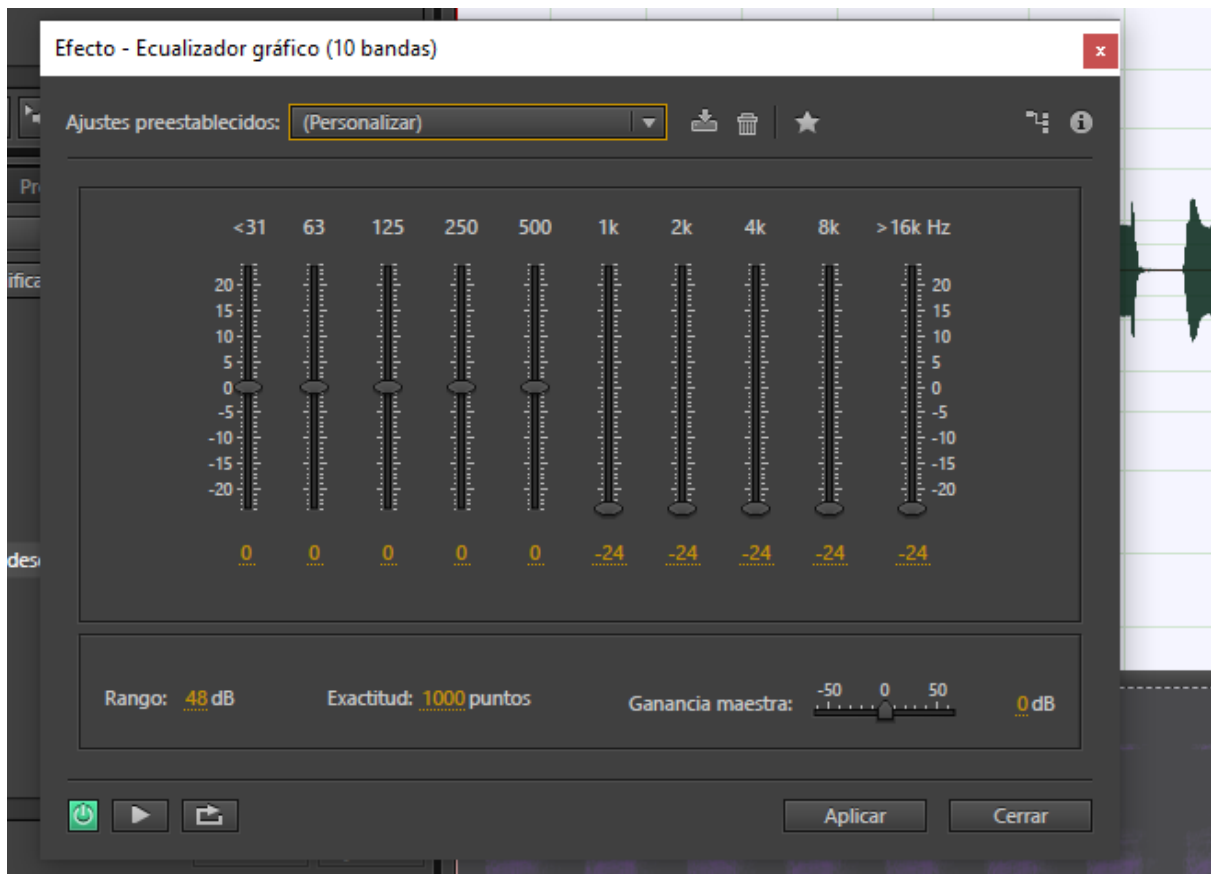 Efecto - Ecualizador gráfico (10 bandas)
x
Ajustes preestablecidos: (Personalizar)
Pr
<31 63 125 250 500 1k 2k 4k 8k >16k Hz
ifica
20 20
15 15
10 10
5 5
0 0
-5 -5
-10 -10
-15 -15
-20 -20
0 0 0 0 0 -24 -24 -24 -24 -24
des
-50 0 50
Rango: 48 dB Exactitud: 1000 puntos Ganancia maestra: 0 dB
Aplicar Cerrar